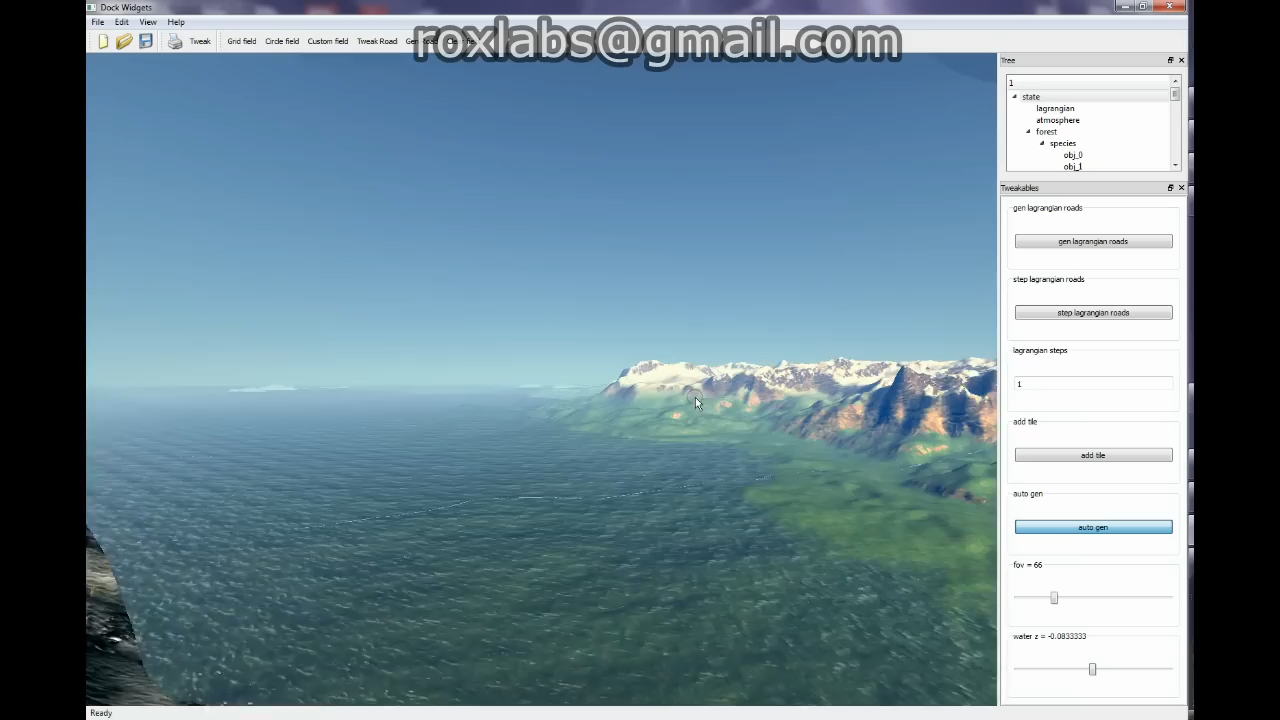 Dock Widgets
File Edit View Help
Tweak Grid field Circle field Custom field Tweak Road
roxlabs@gmail.com
Tree
1
state
lagrangian
atmosphere
forest
species
obj_0
obj_1
Tweakables
gen lagrangian roads
gen lagrangian roads
step lagrangian roads
step lagrangian roads
lagrangian steps
1
add tile
add tile
auto gen
auto gen
fov = 66
water z = -0.0833333
Ready